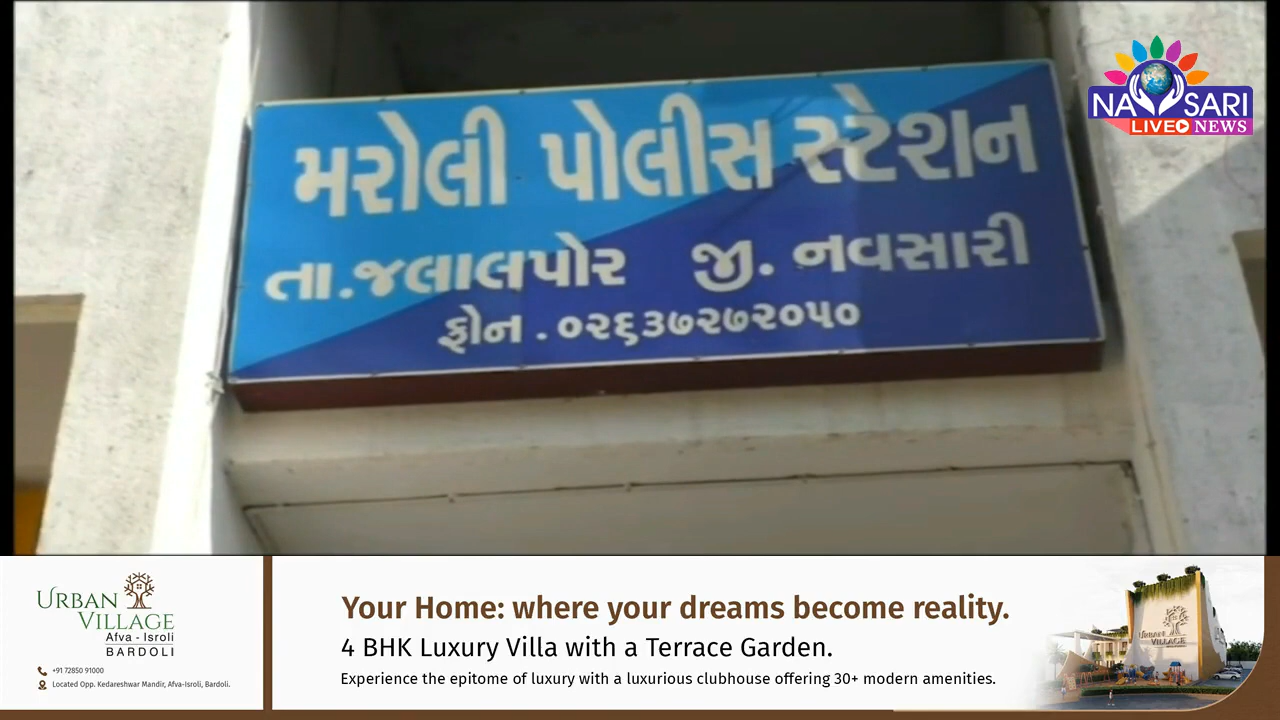 મરોલી પોલીસ સ્ટેશન
તા.જલાલપોર જી. નવસારી
ફોન . ૦૨૬૩૭૨૭૨૦૫૦
NAVSARI
LIVE NEWS
URBAN
VILLAGE
Afva - Isroli
BARDOLI
+91 72850 91000
Located Opp. Kedareshwar Mandir, Afva-Isroli, Bardoli.
Your Home: where your dreams become reality.
4 BHK Luxury Villa with a Terrace Garden.
Experience the epitome of luxury with a luxurious clubhouse offering 30+ modern amenities.
URBAN
VILLAGE